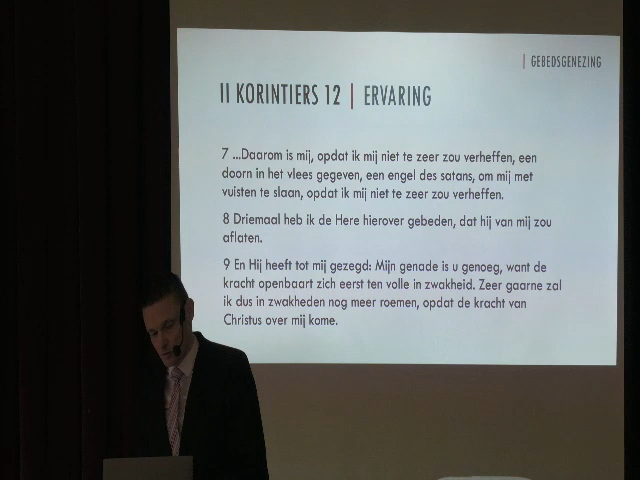 | GEBEDSGENEZING
II KORINTIERS 12 | ERVARING
7 ...Daarom is mij, opdat ik mij niet te zeer zou verheffen, een
doorn in het vlees gegeven, een engel des satans, om mij met
vuisten te slaan, opdat ik mij niet te zeer zou verheffen.
8 Driemaal heb ik de Here hierover gebeden, dat hij van mij zou
aflaten.
9 En Hij heeft tot mij gezegd: Mijn genade is u genoeg, want de
kracht openbaart zich eerst ten volle in zwakheid. Zeer gaarne zal
ik dus in zwakheden nog meer roemen, opdat de kracht van
Christus over mij kome.